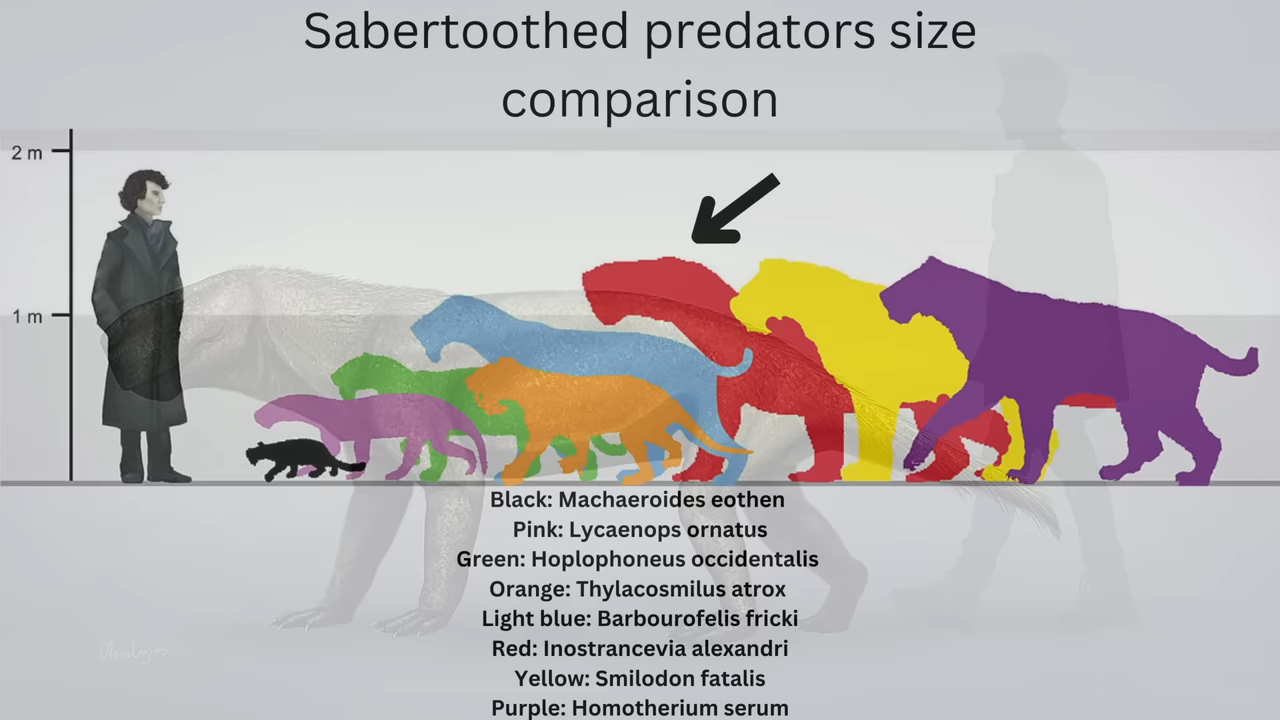 Sabertoothed predators size
comparison
2 m
1 m
Black: Machaeroides eothen
Pink: Lycaenops ornatus
Green: Hoplophoneus occidentalis
Orange: Thylacosmilus atrox
Light blue: Barbourofelis fricki
Red: Inostrancevia alexandri
Yellow: Smilodon fatalis
Purple: Homotherium serum